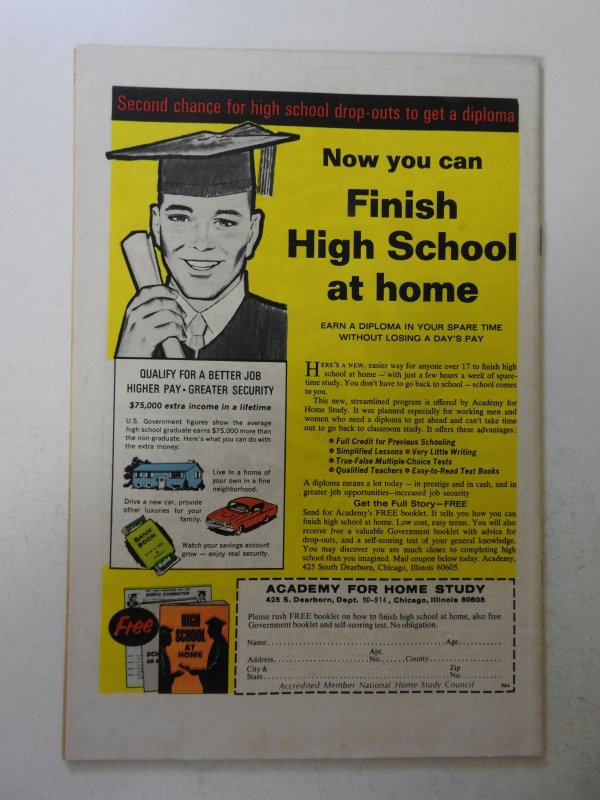 Second chance for high school drop-outs to get a diploma
Now you can
Finish
High School
at home
EARN A DIPLOMA IN YOUR SPARE TIME
WITHOUT LOSING A DAY'S PAY
QUALIFY FOR A BETTER JOB
HIGHER PAY • GREATER SECURITY
$75,000 extra income in a lifetime
U.S. Government figures show the average
high school graduate earns $75,000 more than
the non-graduate. Here's what you can do with
the extra money:
Live in a home of
your own in a fine
neighborhood.
Drive a new car, provide
other luxuries for your
family.
BANK
BOOK
Watch your savings account
grow — enjoy real security.
HERE'S A NEW, easier way for anyone over 17 to finish high
school at home — with just a few hours a week of spare-
time study. You don't have to go back to school — school comes
to you.
This new, streamlined program is offered by Academy for
Home Study. It was planned especially for working men and
women who need a diploma to get ahead and can't take time
out to go back to classroom study. It offers these advantages:
• Full Credit for Previous Schooling
• Simplified Lessons • Very Little Writing
• True-False Multiple-Choice Tests
• Qualified Teachers • Easy-to-Read Text Books
A diploma means a lot today — in prestige and in cash, and in
greater job opportunities—increased job security
Get the Full Story—FREE
Send for Academy's FREE booklet. It tells you how you can
finish high school at home. Low cost, easy terms. You will also
receive free a valuable Government booklet with advice for
drop-outs, and a self-scoring test of your general knowledge.
You may discover you are much closer to completing high
school than you imagined. Mail coupon below today. Academy,
425 South Dearborn, Chicago, Illinois 60605.
SAMPLE EXAMINATION
Free
HIGH
SCHOOL
AT HOME
ACADEMY FOR HOME STUDY
425 S. Dearborn, Dept. 9D-914, Chicago, Illinois 60605
Please rush FREE booklet on how to finish high school at home, also free
Government booklet and self-scoring test. No obligation.
Name Age
Apt.
Address No. County
City & Zip
State No.
Accredited Member National Home Study Council 964